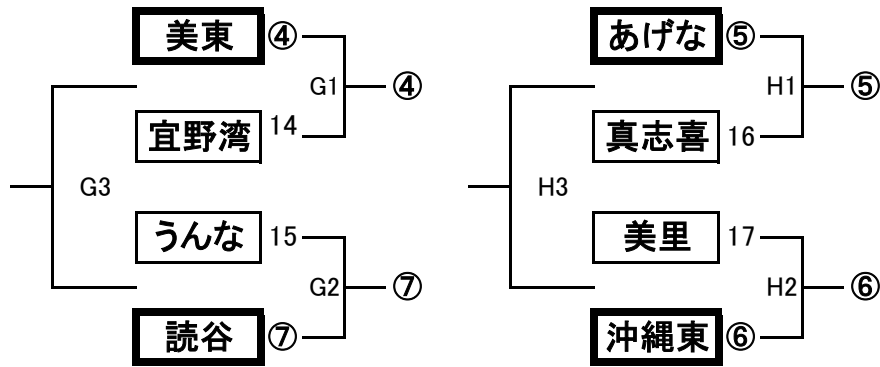 美東 ④
G1 ④
宜野湾 14
G3
うんな 15
G2 ⑦
読谷 ⑦
あげな ⑤
H1 ⑤
真志喜 16
H3
美里 17
H2 ⑥
沖縄東 ⑥